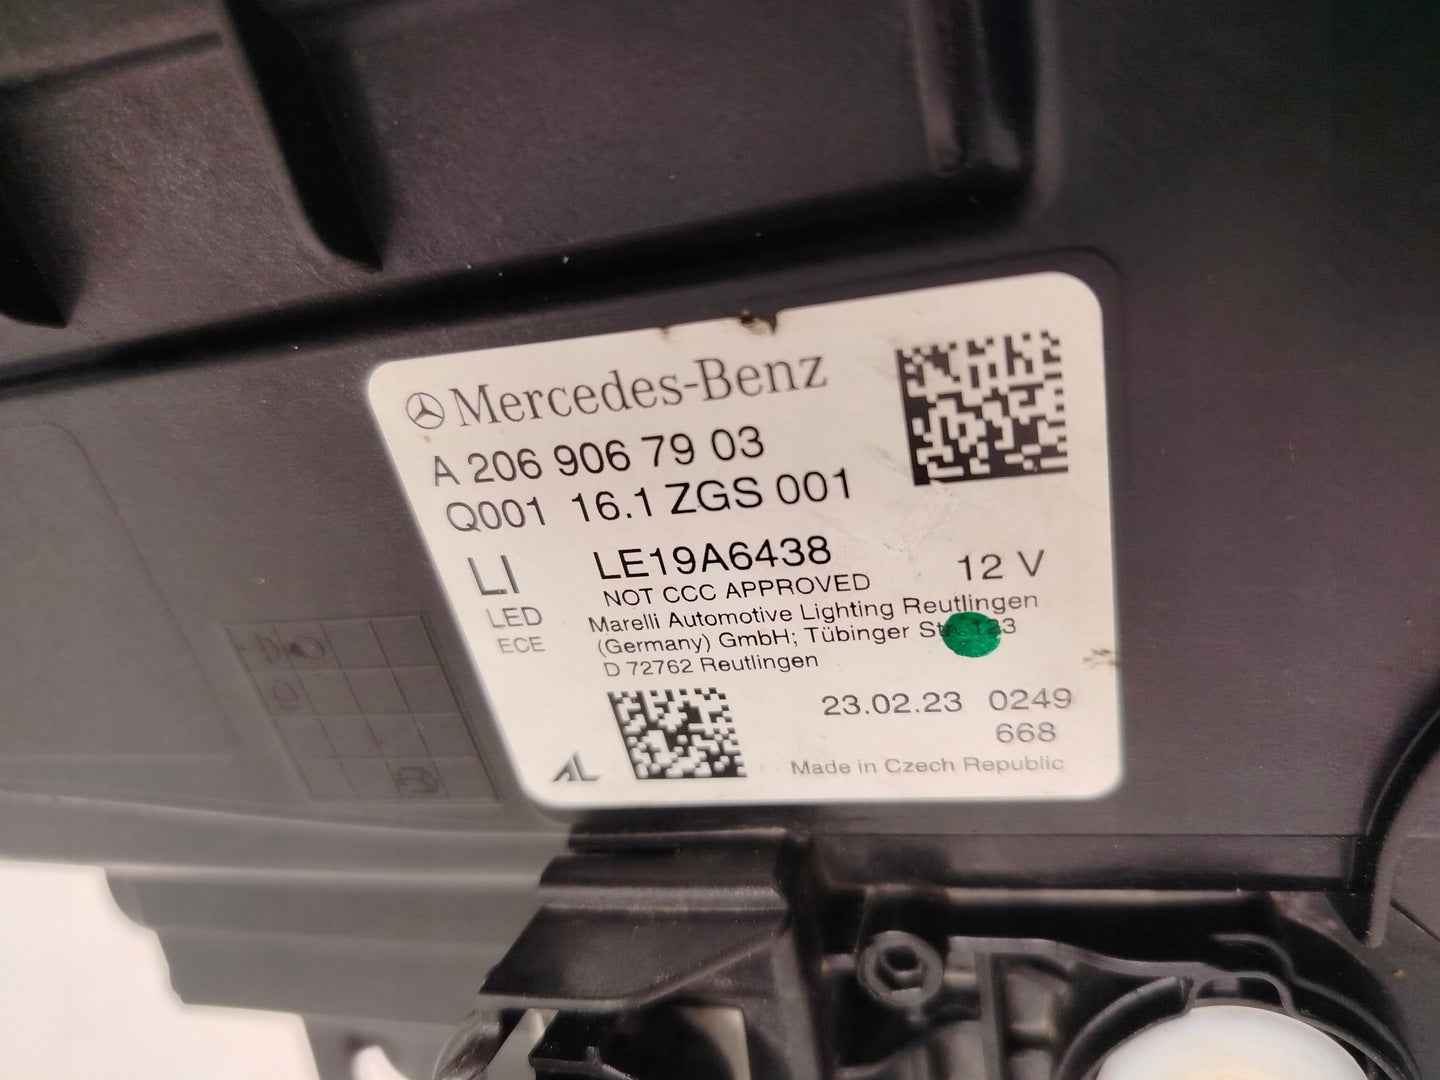 Mercedes-Benz
A 206 906 79 03
Q001 16.1 ZGS 001
LI LE19A6438 12 V
LED NOT CCC APPROVED
ECE Marelli Automotive Lighting Reutlingen
(Germany) GmbH; Tübinger Str. 123
D 72762 Reutlingen
23.02.23 0249
668
AL Made in Czech Republic